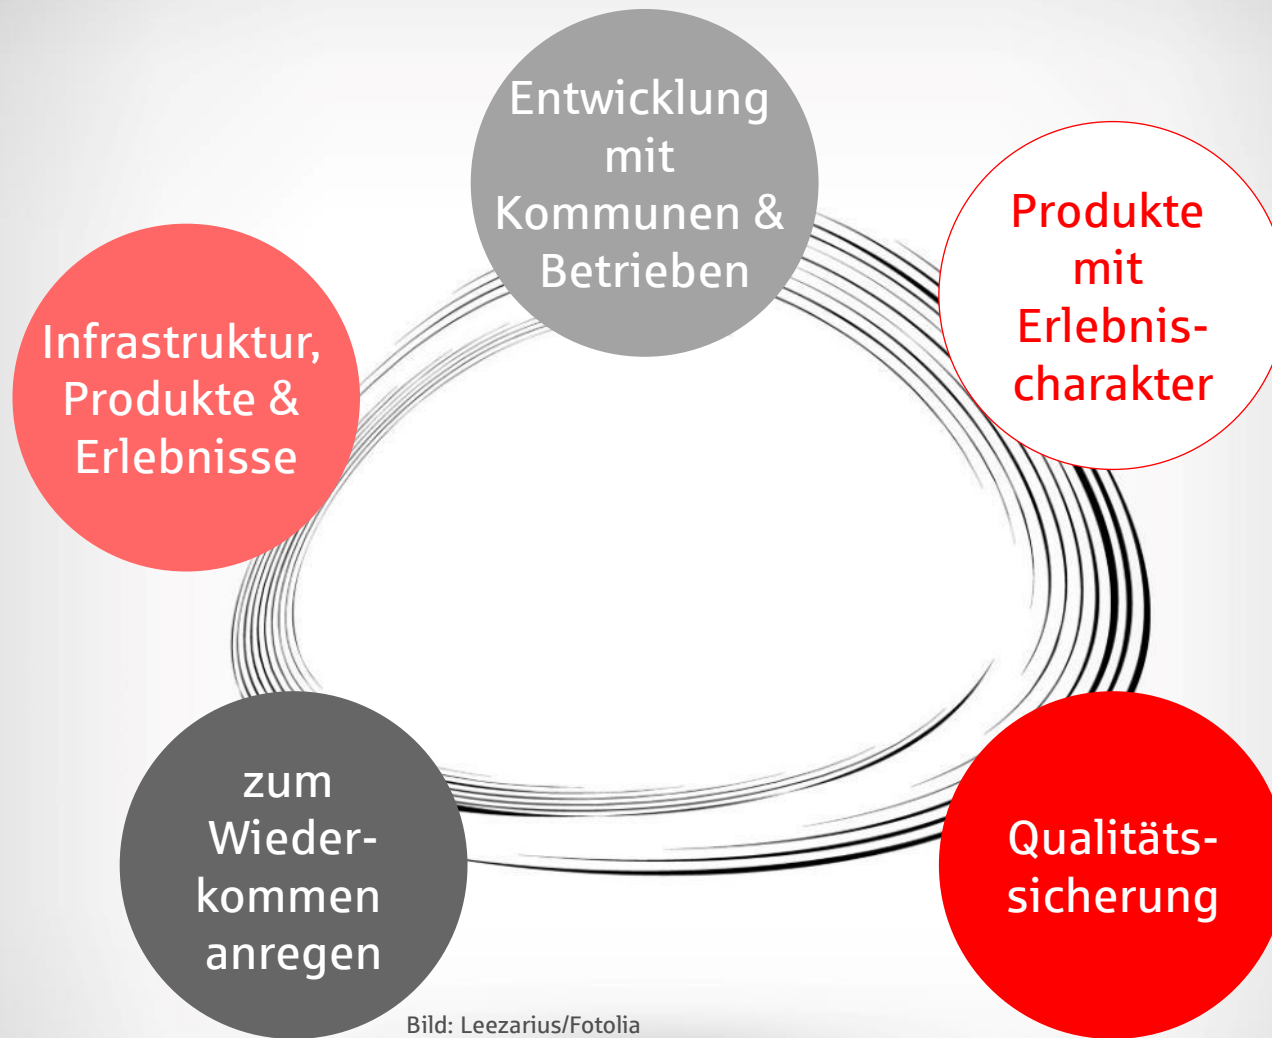 Entwicklung
mit
Kommunen &
Betrieben
Produkte
mit
Erlebnis-
charakter
Infrastruktur,
Produkte &
Erlebnisse
zum
Wieder-
kommen
anregen
Qualitäts-
sicherung
Bild: Leezarius/Fotolia